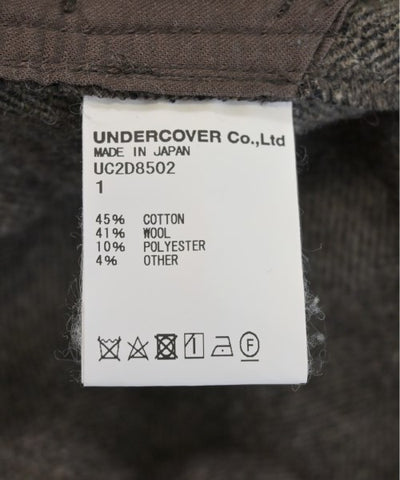 UNDERCOVER Co.,Ltd
MADE IN JAPAN
UC2D8502
1
45% COTTON
41% WOOL
10% POLYESTER
4% OTHER
F